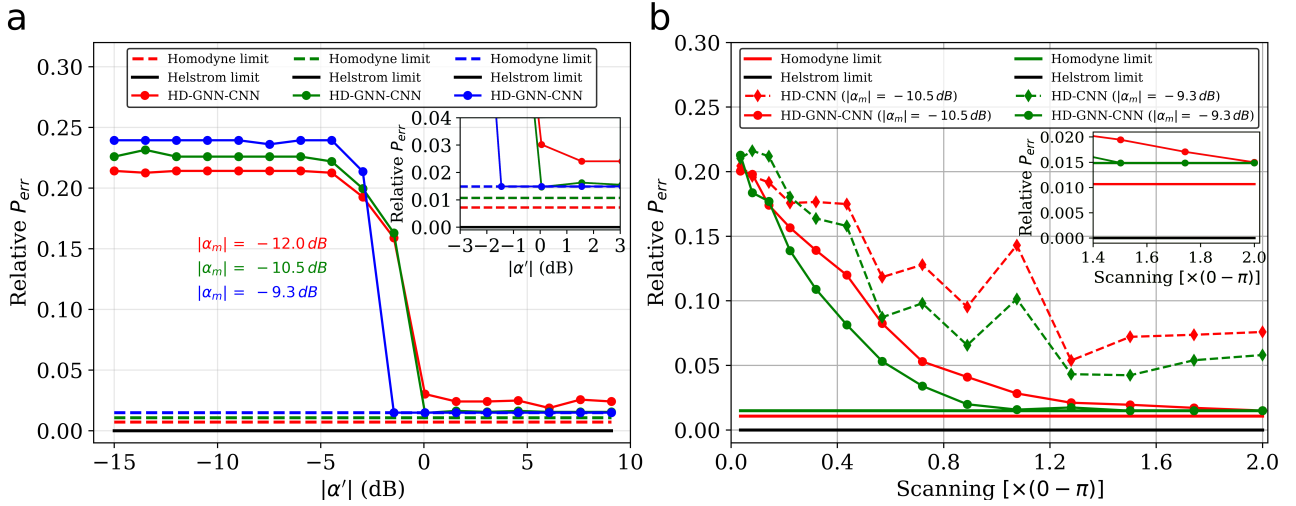 a
0.30
0.25
0.20
0.15
0.10
0.05
0.00
Relative P_err
−15
−10
−5
0
5
10
|α′| (dB)
Homodyne limit
Helstrom limit
HD-GNN-CNN
Homodyne limit
Helstrom limit
HD-GNN-CNN
Homodyne limit
Helstrom limit
HD-GNN-CNN
|α_m| = −12.0 dB
|α_m| = −10.5 dB
|α_m| = −9.3 dB
0.04
0.03
0.02
0.01
0.00
Relative P_err
−3
−2
−1
0
1
2
3
|α′| (dB)
b
0.30
0.25
0.20
0.15
0.10
0.05
0.00
Relative P_err
0.0
0.4
0.8
1.2
1.6
2.0
Scanning [×(0 − π)]
Homodyne limit
Helstrom limit
HD-CNN (|α_m| = −10.5 dB)
HD-GNN-CNN (|α_m| = −10.5 dB)
Homodyne limit
Helstrom limit
HD-CNN (|α_m| = −9.3 dB)
HD-GNN-CNN (|α_m| = −9.3 dB)
0.020
0.015
0.010
0.005
0.000
Relative P_err
1.4
1.6
1.8
2.0
Scanning [×(0 − π)]